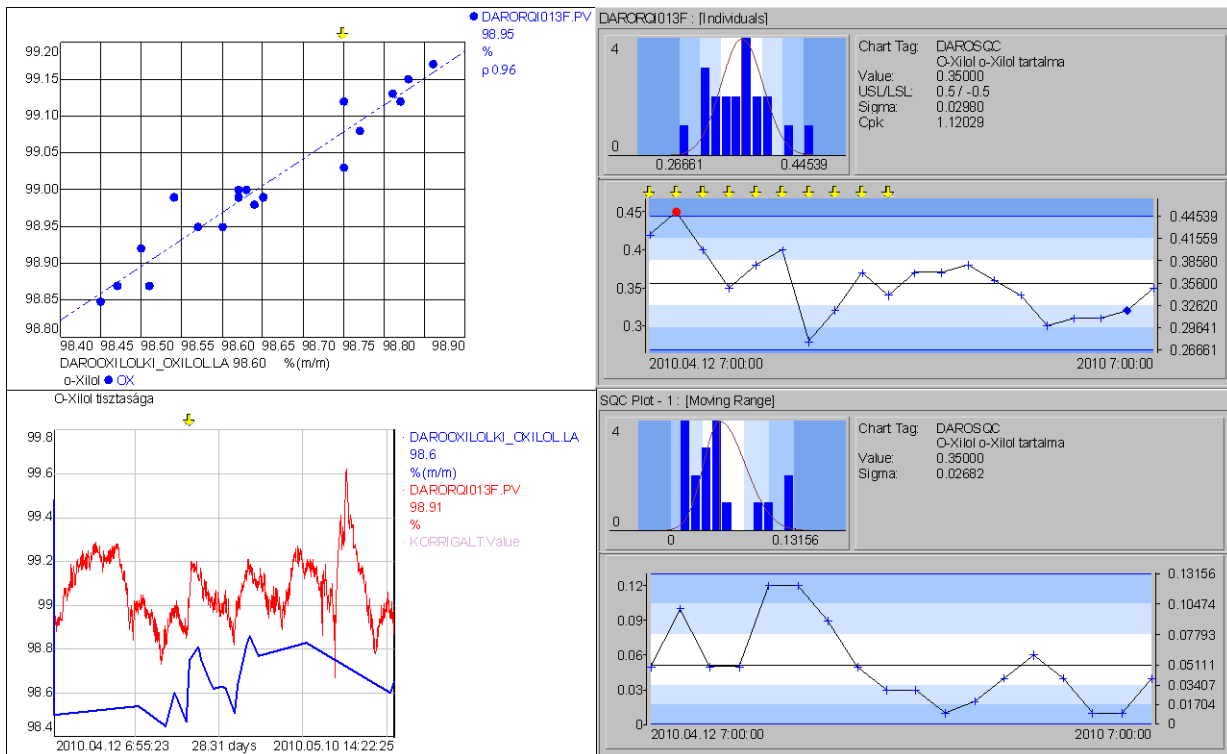 DARORQI013F.PV
98.95
%
ρ 0.96
99.20
99.15
99.10
99.05
99.00
98.95
98.90
98.85
98.80
98.40 98.45 98.50 98.55 98.60 98.65 98.70 98.75 98.80 98.90
DAROOXILOLKI_OXILOL.LA 98.60 %(m/m)
o-Xilol OX
DARORQI013F : [Individuals]
4
0
0.26661 0.44539
Chart Tag: DAROSQC
O-Xilol o-Xilol tartalma
Value: 0.35000
USL/LSL: 0.5 / -0.5
Sigma: 0.02980
Cpk: 1.12029
0.45
0.4
0.35
0.3
0.44539
0.41559
0.38580
0.35600
0.32620
0.29641
0.26661
2010.04.12 7:00:00 2010 7:00:00
O-Xilol tisztasága
99.8
99.6
99.4
99.2
99
98.8
98.6
98.4
2010.04.12 6:55:23 28.31 days 2010.05.10 14:22:25
DAROOXILOLKI_OXILOL.LA
98.6
%(m/m)
DARORQI013F.PV
98.91
%
KORRIGALT.Value
SQC Plot - 1 : [Moving Range]
4
0
0 0.13156
Chart Tag: DAROSQC
O-Xilol o-Xilol tartalma
Value: 0.35000
Sigma: 0.02682
0.12
0.09
0.06
0.03
0
0.13156
0.10474
0.07793
0.05111
0.03407
0.01704
0
2010.04.12 7:00:00 2010 7:00:00